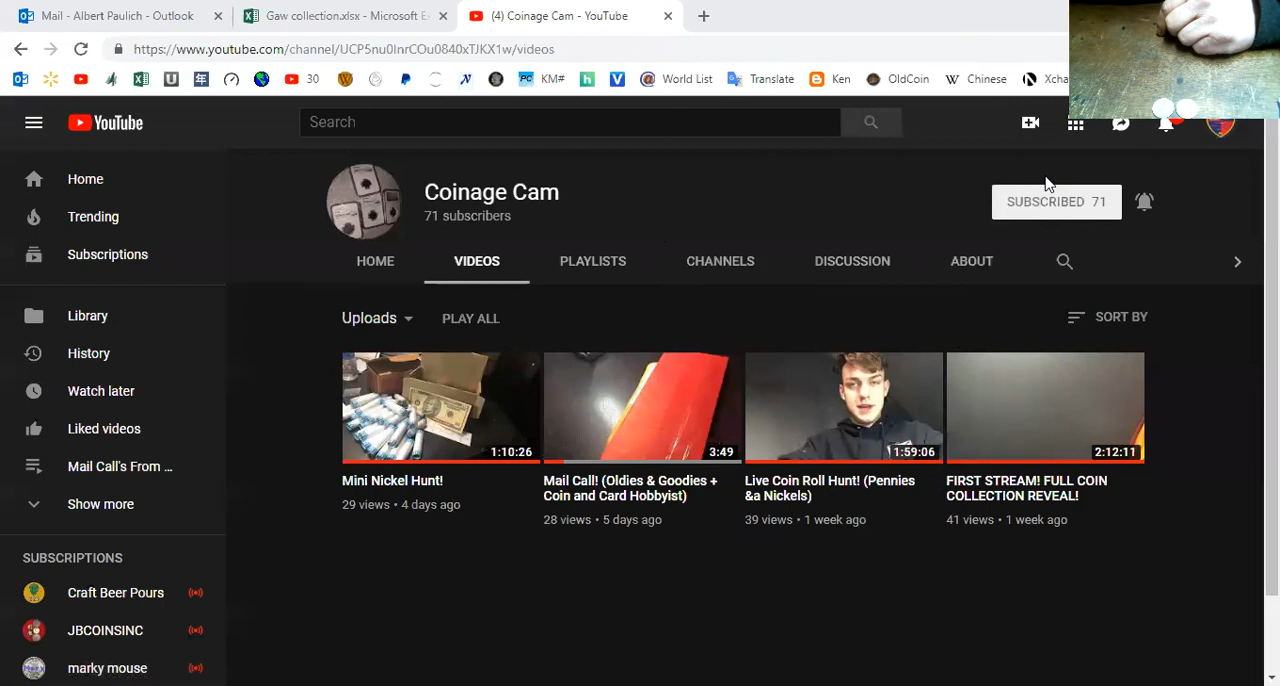 Mail - Albert Paulich - Outlook
Gaw collection.xlsx - Microsoft E
(4) Coinage Cam - YouTube
https://www.youtube.com/channel/UCP5nu0lnrCOu0840xTJKX1w/videos
30 KM# World List Translate Ken OldCoin Chinese Xcha
YouTube
Search
Home
Trending
Subscriptions
Library
History
Watch later
Liked videos
Mail Call's From ...
Show more
SUBSCRIPTIONS
Craft Beer Pours
JBCOINSINC
marky mouse
Coinage Cam
71 subscribers
SUBSCRIBED 71
HOME VIDEOS PLAYLISTS CHANNELS DISCUSSION ABOUT
Uploads PLAY ALL SORT BY
1:10:26
Mini Nickel Hunt!
29 views • 4 days ago
3:49
Mail Call! (Oldies & Goodies +
Coin and Card Hobbyist)
28 views • 5 days ago
1:59:06
Live Coin Roll Hunt! (Pennies
&a Nickels)
39 views • 1 week ago
2:12:11
FIRST STREAM! FULL COIN
COLLECTION REVEAL!
41 views • 1 week ago